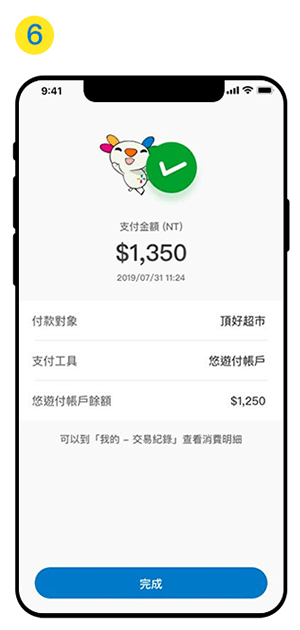 6
9:41
支付金額 (NT)
$1,350
2019/07/31 11:24
付款對象 頂好超市
支付工具 悠遊付帳戶
悠遊付帳戶餘額 $1,250
可以到「我的 – 交易紀錄」查看消費明細
完成